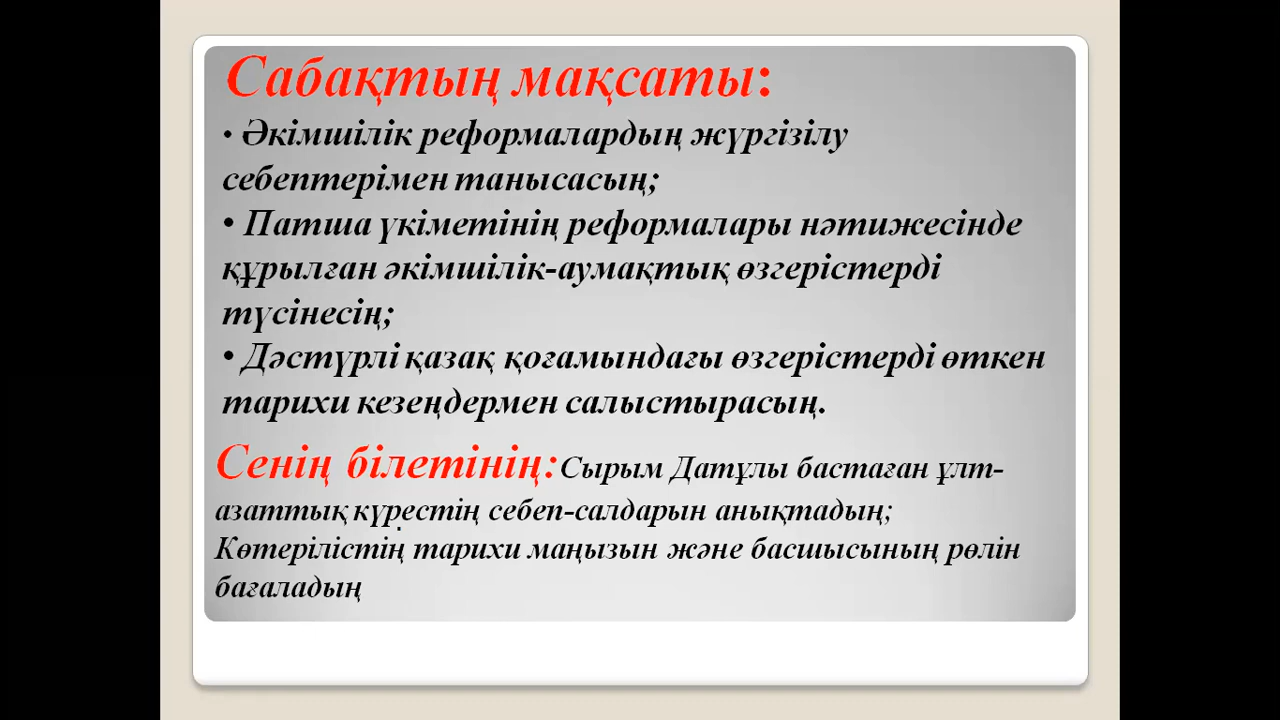 Сабақтың мақсаты:
• Әкімшілік реформалардың жүргізілу
себептерімен танысасың;
• Патша үкіметінің реформалары нәтижесінде
құрылған әкімшілік-аумақтық өзгерістерді
түсінесің;
• Дәстүрлі қазақ қоғамындағы өзгерістерді өткен
тарихи кезеңдермен салыстырасың.
Сенің білетінің:Сырым Датұлы бастаған ұлт-
азаттық күрестің себеп-салдарын анықтадың;
Көтерілістің тарихи маңызын және басшысының рөлін
бағаладың